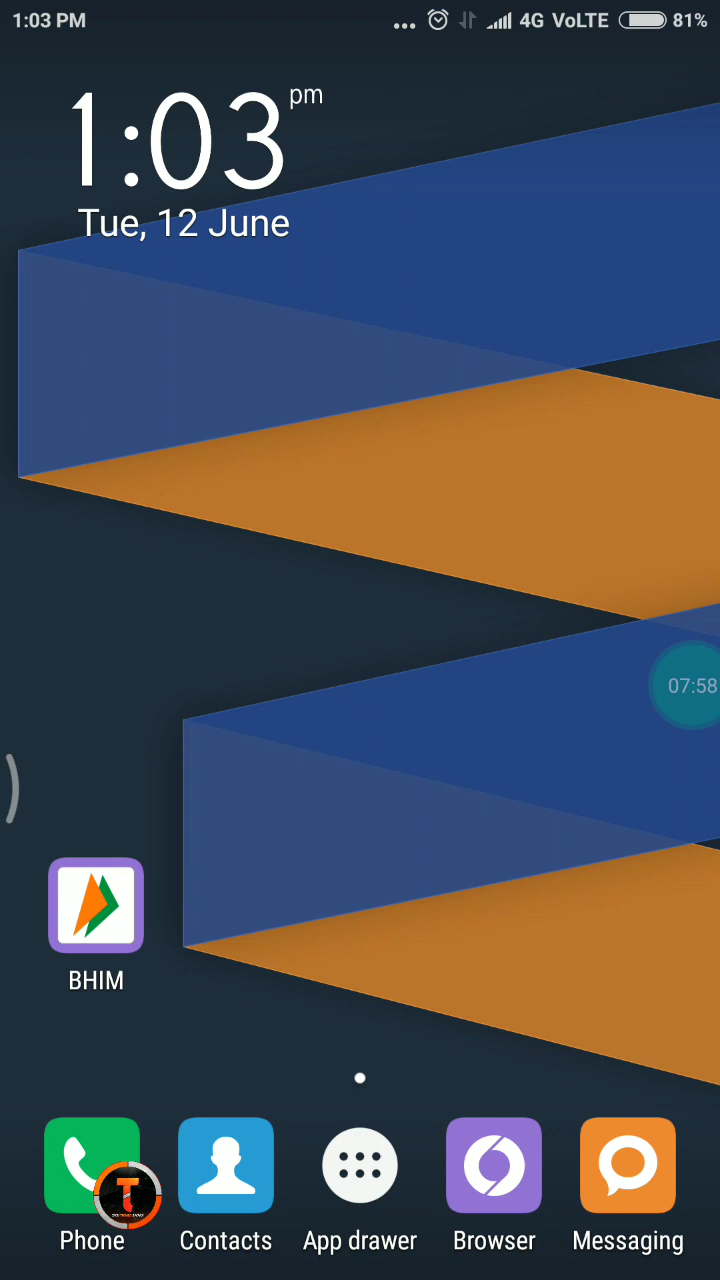 1:03 PM ... 4G VoLTE 81%
1:03 pm
Tue, 12 June
07:58
BHIM
Phone Contacts App drawer Browser Messaging